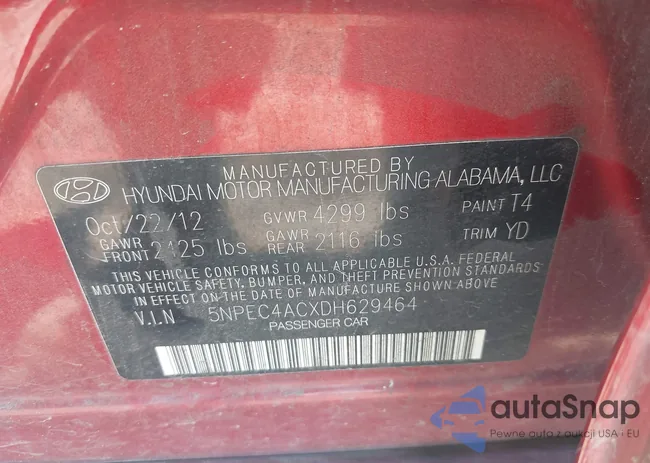 MANUFACTURED BY
HYUNDAI MOTOR MANUFACTURING ALABAMA, LLC
Oct/22/12 GVWR 4299 lbs PAINT T4
GAWR FRONT 2425 lbs GAWR REAR 2116 lbs TRIM YD
THIS VEHICLE CONFORMS TO ALL APPLICABLE U.S.A. FEDERAL
MOTOR VEHICLE SAFETY, BUMPER, AND THEFT PREVENTION STANDARDS
IN EFFECT ON THE DATE OF MANUFACTURE SHOWN ABOVE
V.I.N 5NPEC4ACXDH629464
PASSENGER CAR
autaSnap
Pewne auta z aukcji USA - EU